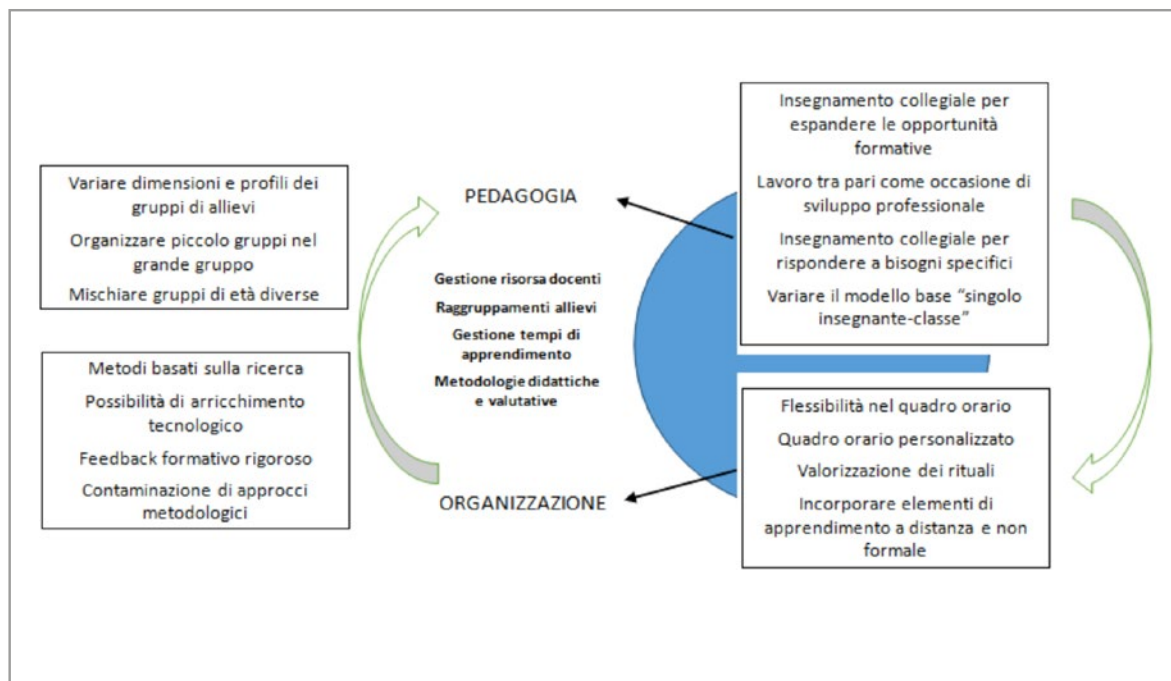 Variare dimensioni e profili dei
gruppi di allievi
Organizzare piccolo gruppi nel
grande gruppo
Mischiare gruppi di età diverse
Metodi basati sulla ricerca
Possibilità di arricchimento
tecnologico
Feedback formativo rigoroso
Contaminazione di approcci
metodologici
PEDAGOGIA
Gestione risorsa docenti
Raggruppamenti allievi
Gestione tempi di
apprendimento
Metodologie didattiche
e valutative
ORGANIZZAZIONE
Insegnamento collegiale per
espandere le opportunità
formative
Lavoro tra pari come occasione di
sviluppo professionale
Insegnamento collegiale per
rispondere a bisogni specifici
Variare il modello base “singolo
insegnante-classe”
Flessibilità nel quadro orario
Quadro orario personalizzato
Valorizzazione dei rituali
Incorporare elementi di
apprendimento a distanza e non
formale